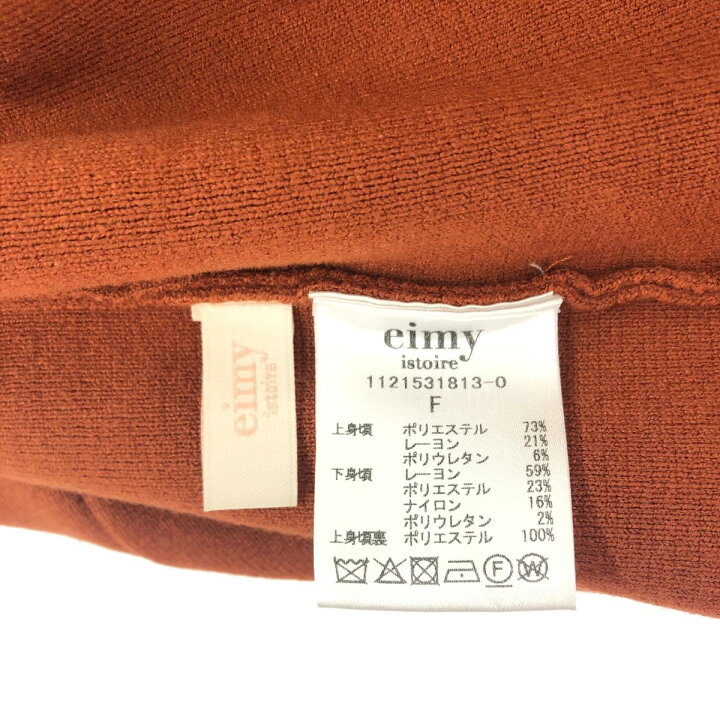 eimy
istoire
eimy
istoire
1121531813-0
F
上身頃 ポリエステル 73%
レーヨン 21%
ポリウレタン 6%
下身頃 レーヨン 59%
ポリエステル 23%
ナイロン 16%
ポリウレタン 2%
上身頃裏 ポリエステル 100%
F
W